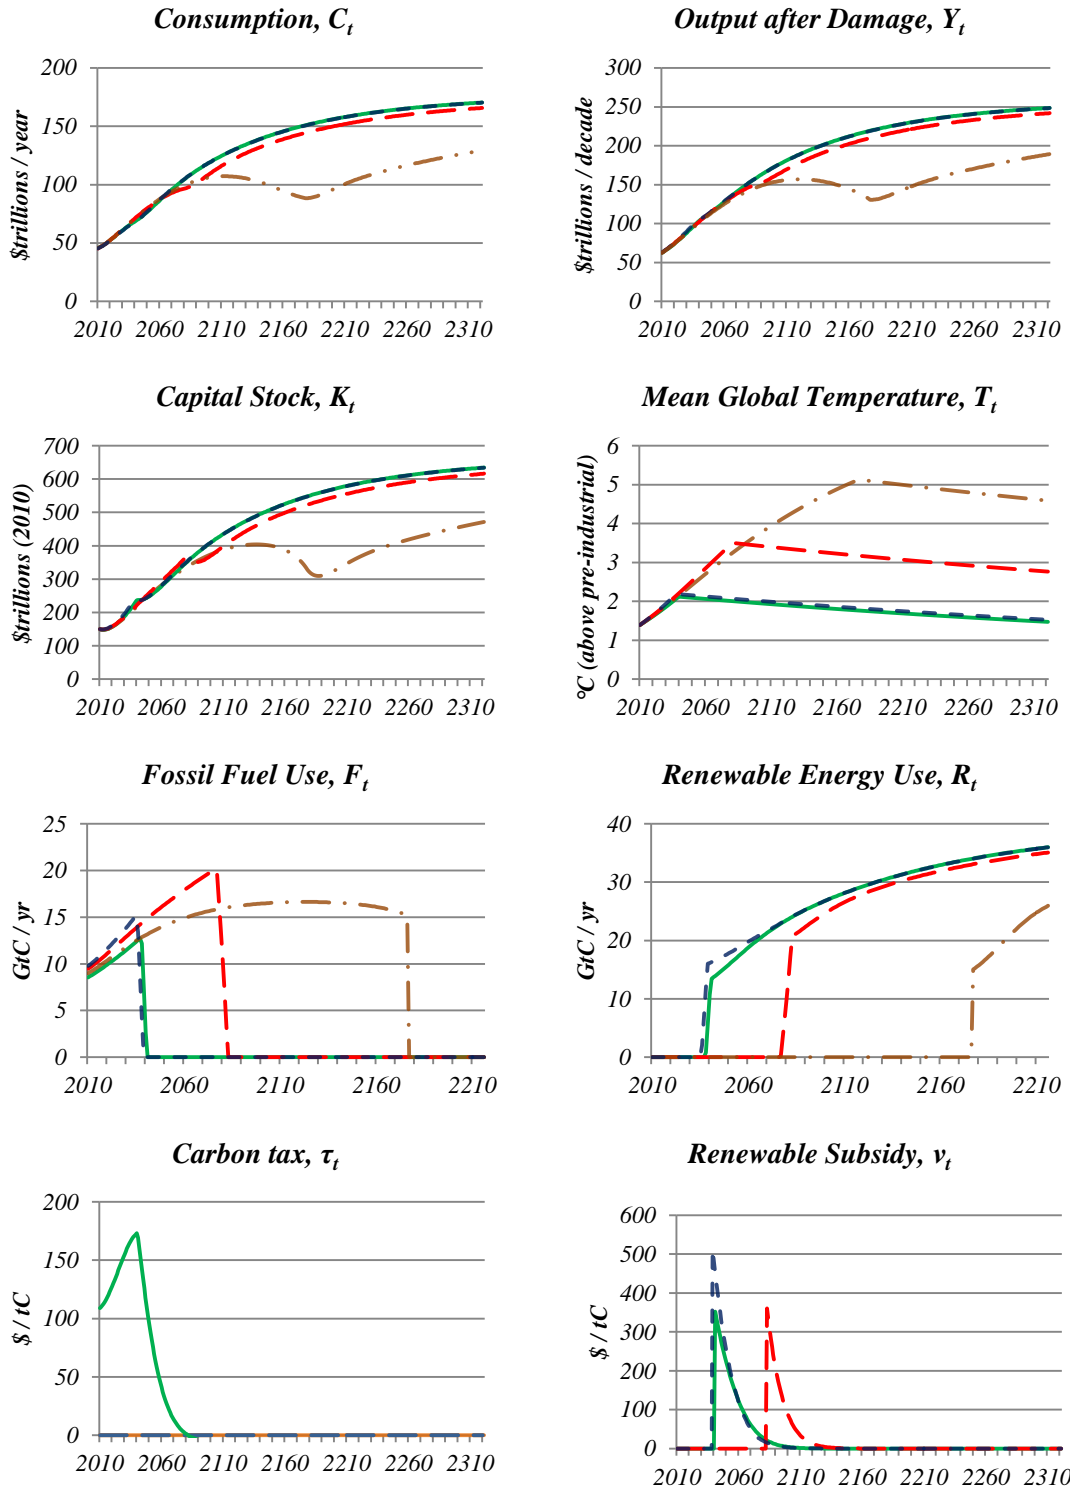 Consumption, Ct
$trillions / year
200
150
100
50
0
2010 2060 2110 2160 2210 2260 2310
Output after Damage, Yt
$trillions / decade
300
250
200
150
100
50
0
2010 2060 2110 2160 2210 2260 2310
Capital Stock, Kt
$trillions (2010)
700
600
500
400
300
200
100
0
2010 2060 2110 2160 2210 2260 2310
Mean Global Temperature, Tt
°C (above pre-industrial)
6
5
4
3
2
1
0
2010 2060 2110 2160 2210 2260 2310
Fossil Fuel Use, Ft
GtC / yr
25
20
15
10
5
0
2010 2060 2110 2160 2210
Renewable Energy Use, Rt
GtC / yr
40
30
20
10
0
2010 2060 2110 2160 2210
Carbon tax, τt
$ / tC
200
150
100
50
0
2010 2060 2110 2160 2210 2260 2310
Renewable Subsidy, νt
$ / tC
600
500
400
300
200
100
0
2010 2060 2110 2160 2210 2260 2310